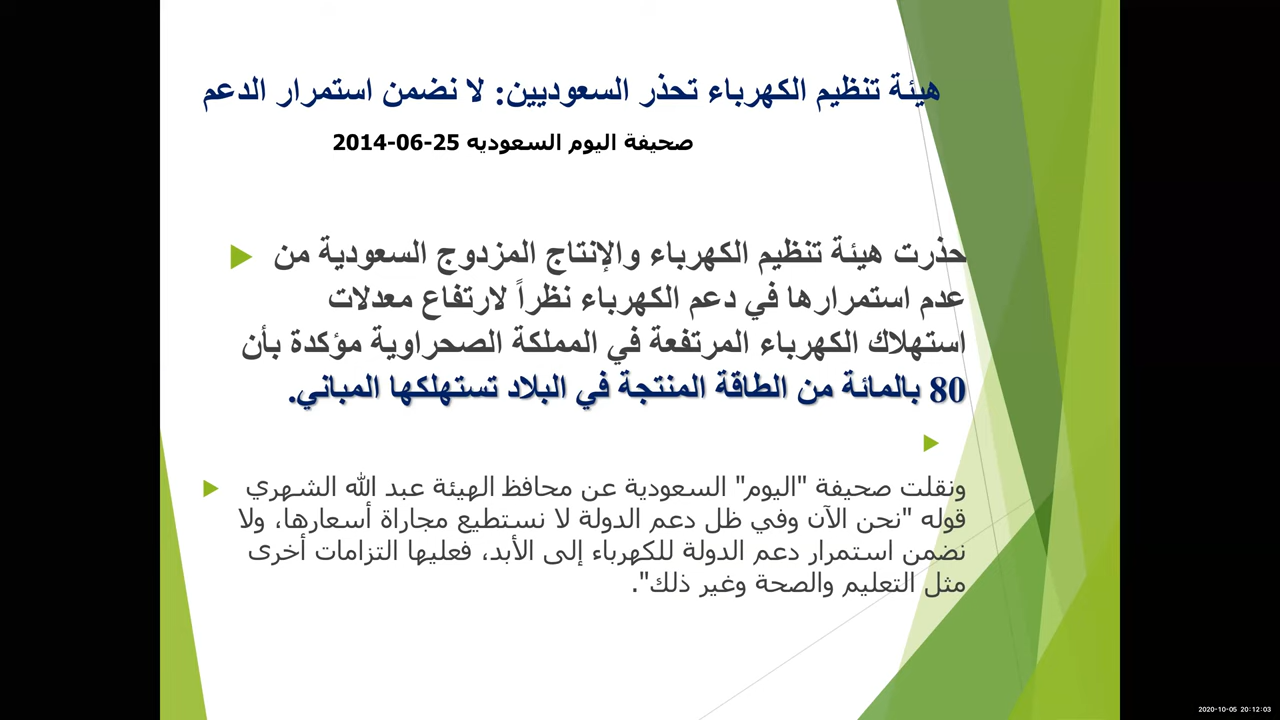 هيئة تنظيم الكهرباء تحذر السعوديين: لا نضمن استمرار الدعم
صحيفة اليوم السعوديه 25-06-2014
حذرت هيئة تنظيم الكهرباء والإنتاج المزدوج السعودية من
عدم استمرارها في دعم الكهرباء نظراً لارتفاع معدلات
استهلاك الكهرباء المرتفعة في المملكة الصحراوية مؤكدة بأن
80 بالمائة من الطاقة المنتجة في البلاد تستهلكها المباني.
ونقلت صحيفة "اليوم" السعودية عن محافظ الهيئة عبد الله الشهري
قوله "نحن الآن وفي ظل دعم الدولة لا نستطيع مجاراة أسعارها، ولا
نضمن استمرار دعم الدولة للكهرباء إلى الأبد، فعليها التزامات أخرى
مثل التعليم والصحة وغير ذلك".
2020-10-05 20:12:03